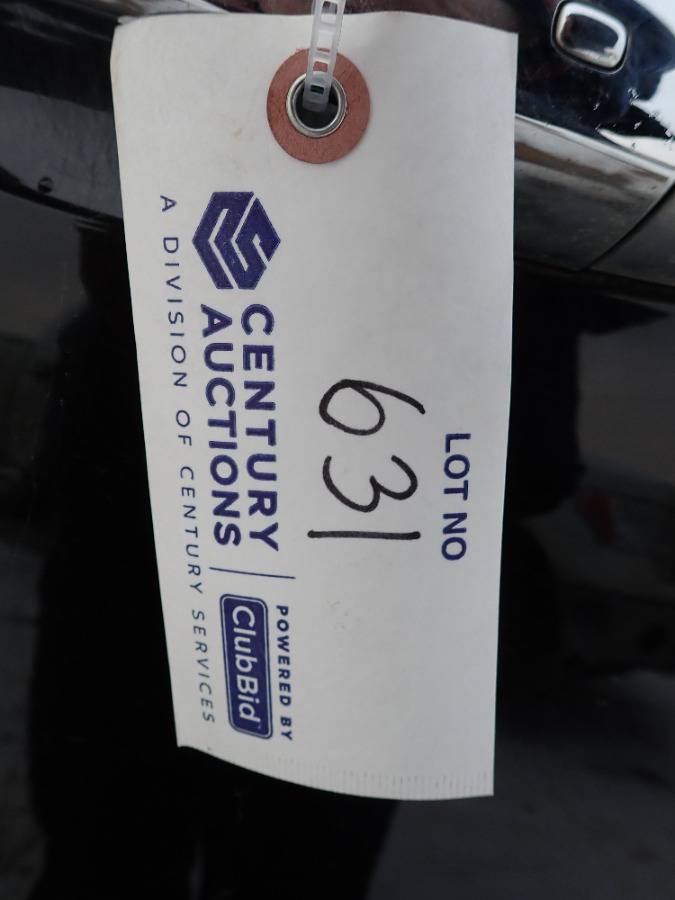 LOT NO
631
CENTURY
AUCTIONS
A DIVISION OF CENTURY SERVICES
POWERED BY
ClubBid